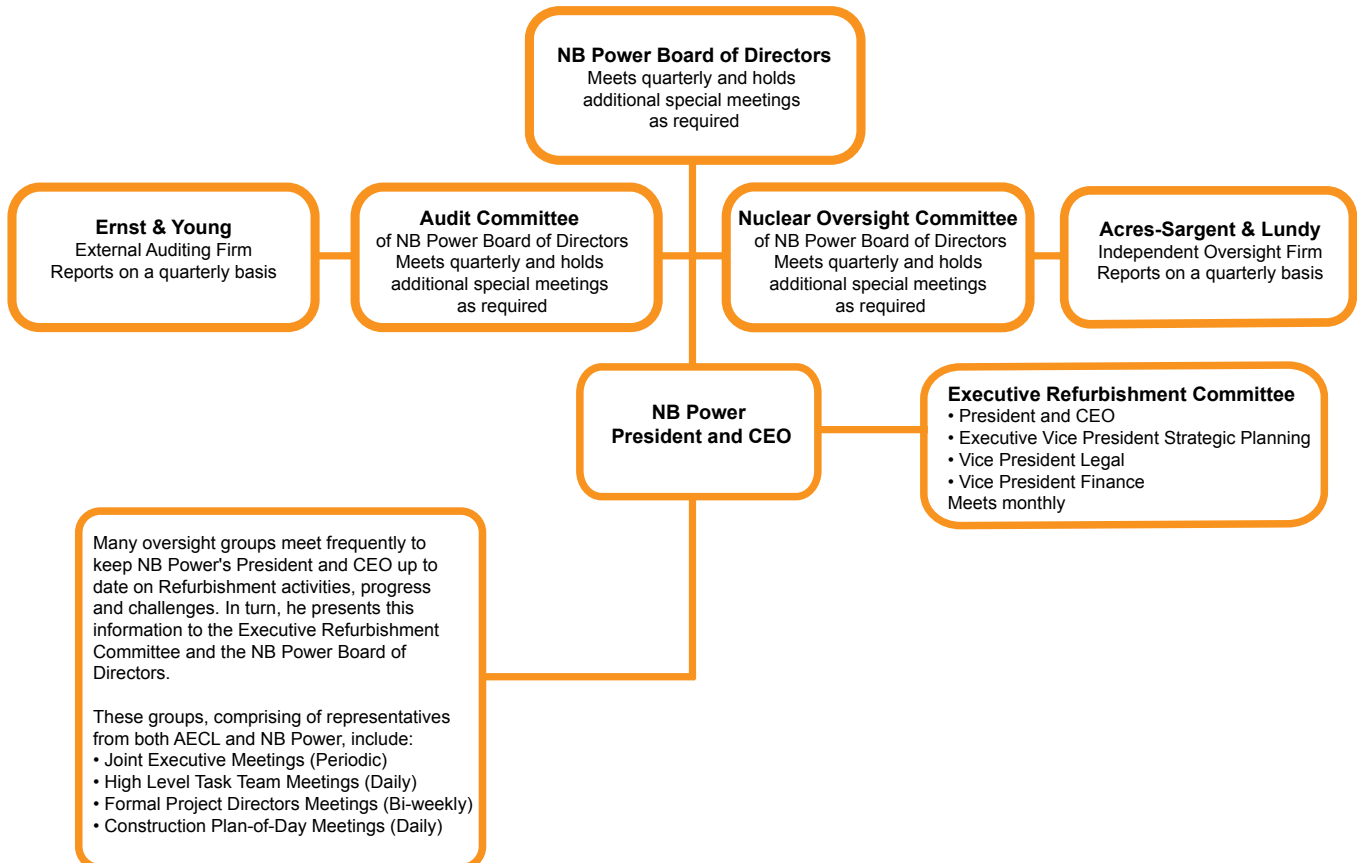 NB Power Board of Directors
Meets quarterly and holds
additional special meetings
as required
Ernst & Young
External Auditing Firm
Reports on a quarterly basis
Audit Committee
of NB Power Board of Directors
Meets quarterly and holds
additional special meetings
as required
Nuclear Oversight Committee
of NB Power Board of Directors
Meets quarterly and holds
additional special meetings
as required
Acres-Sargent & Lundy
Independent Oversight Firm
Reports on a quarterly basis
NB Power
President and CEO
Executive Refurbishment Committee
• President and CEO
• Executive Vice President Strategic Planning
• Vice President Legal
• Vice President Finance
Meets monthly
Many oversight groups meet frequently to
keep NB Power's President and CEO up to
date on Refurbishment activities, progress
and challenges. In turn, he presents this
information to the Executive Refurbishment
Committee and the NB Power Board of
Directors.
These groups, comprising of representatives
from both AECL and NB Power, include:
• Joint Executive Meetings (Periodic)
• High Level Task Team Meetings (Daily)
• Formal Project Directors Meetings (Bi-weekly)
• Construction Plan-of-Day Meetings (Daily)